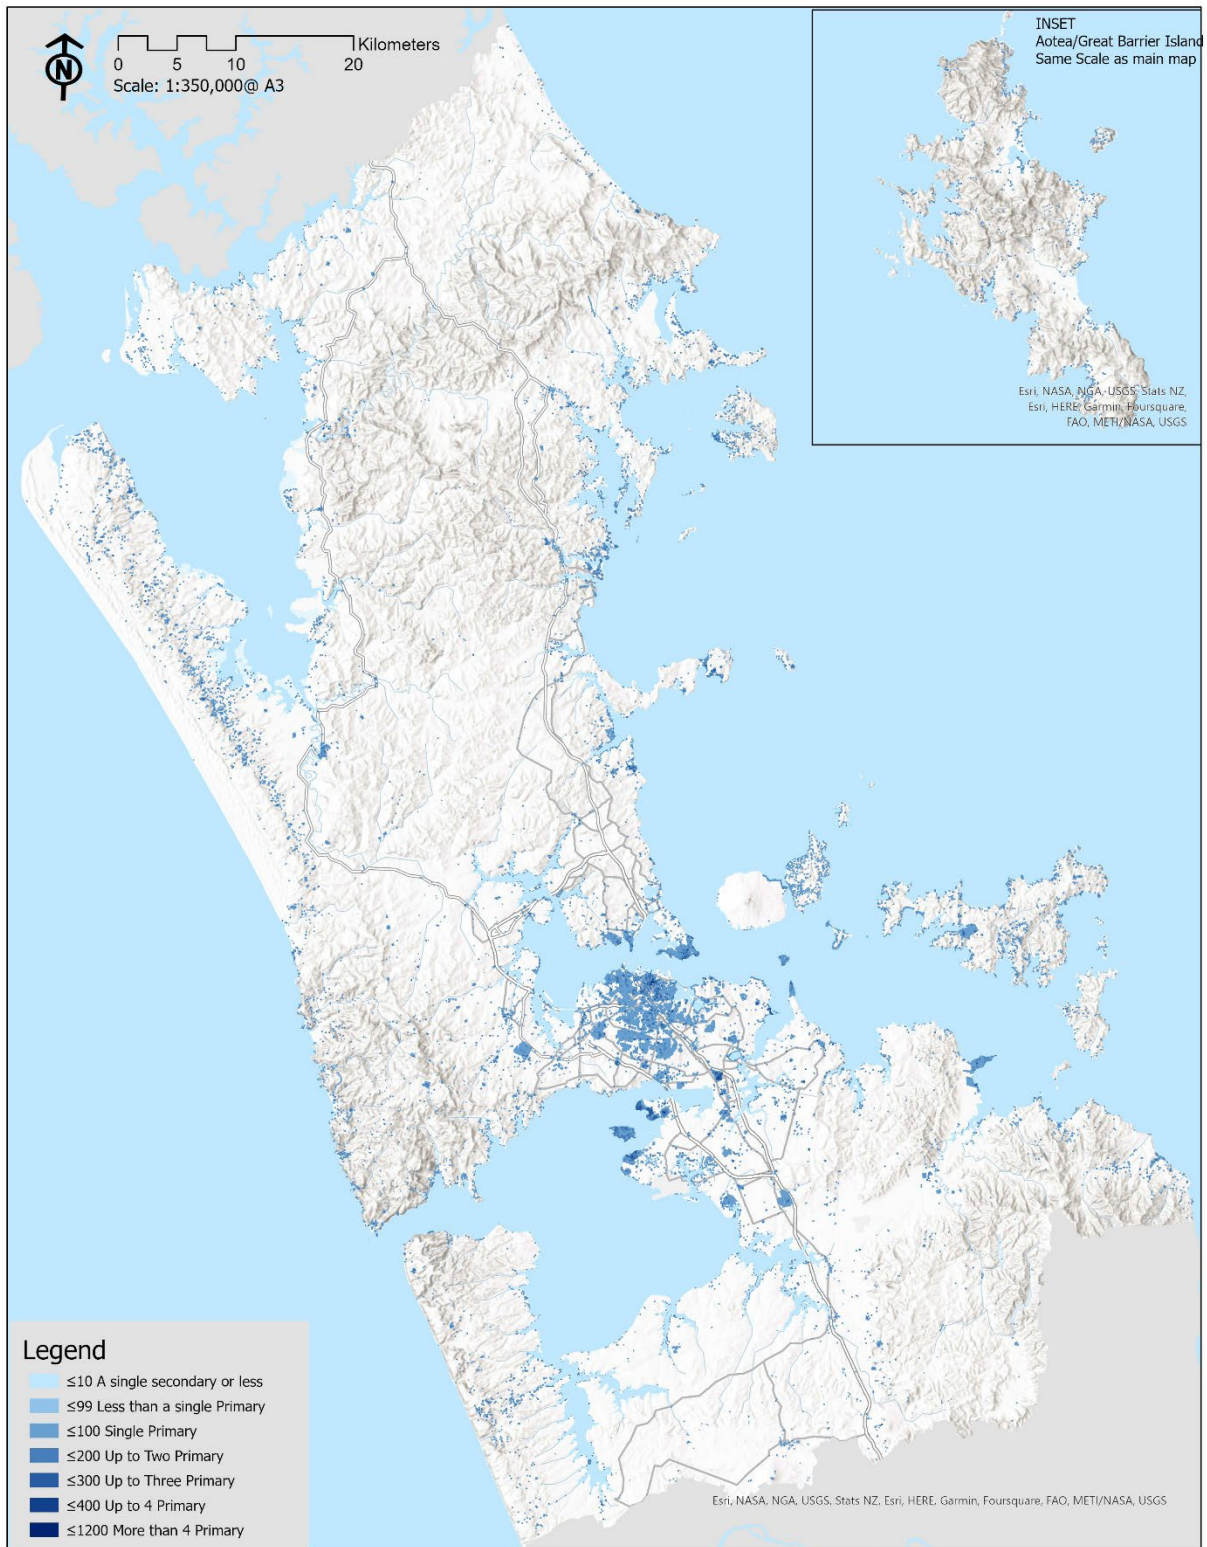 INSET
Aotea/Great Barrier Island
Same Scale as main map
N
Kilometers
0 5 10 20
Scale: 1:350,000@ A3
Esri, NASA, NGA, USGS, Stats NZ,
Esri, HERE, Garmin, Foursquare,
FAO, METI/NASA, USGS
Legend
≤10 A single secondary or less
≤99 Less than a single Primary
≤100 Single Primary
≤200 Up to Two Primary
≤300 Up to Three Primary
≤400 Up to 4 Primary
≤1200 More than 4 Primary
Esri, NASA, NGA, USGS, Stats NZ, Esri, HERE, Garmin, Foursquare, FAO, METI/NASA, USGS